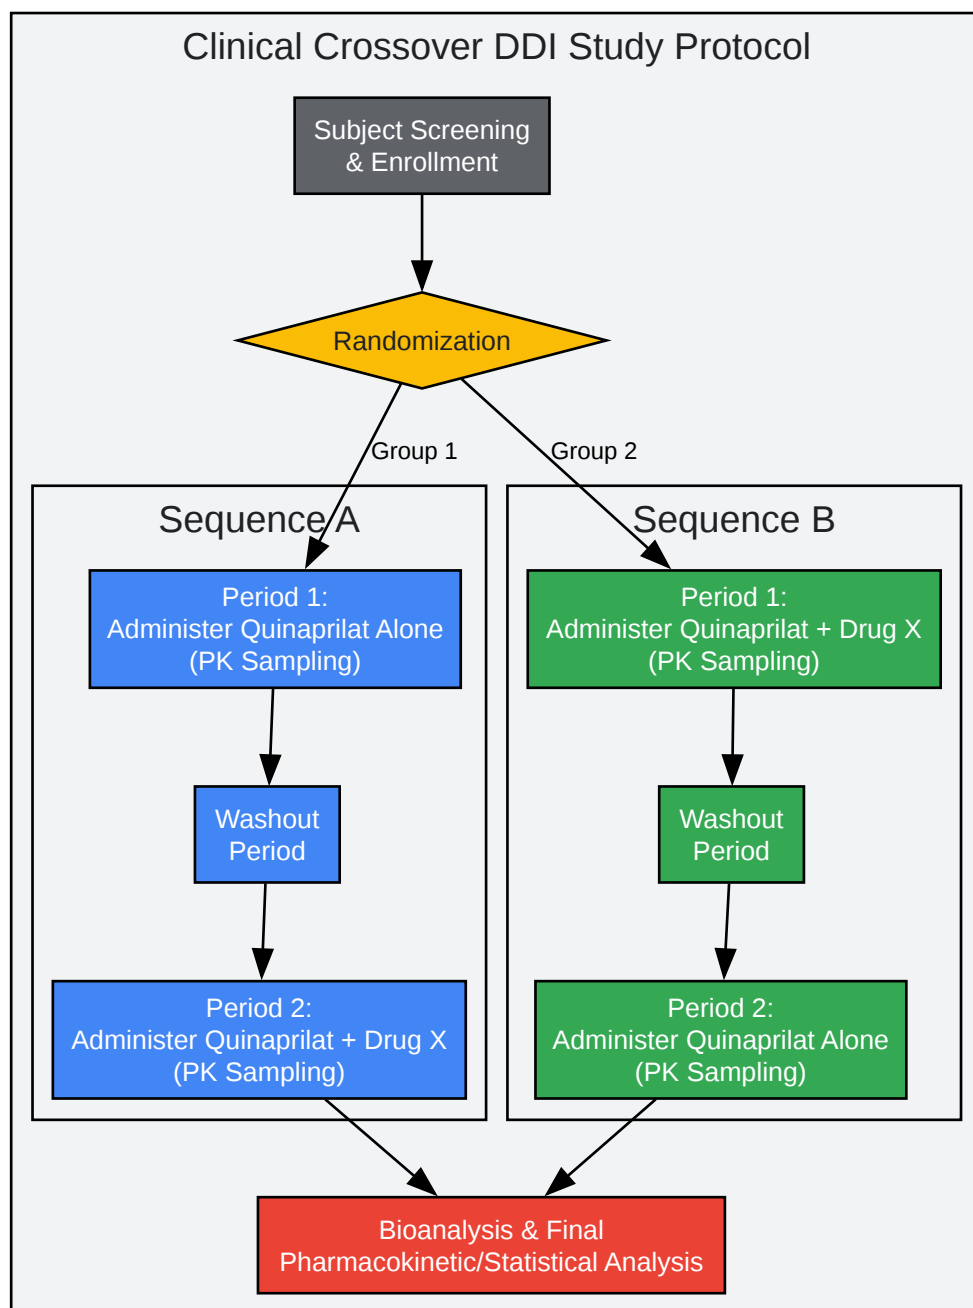 Clinical Crossover DDI Study Protocol
Subject Screening
& Enrollment
Randomization
Group 1
Group 2
Sequence A
Period 1:
Administer Quinaprilat Alone
(PK Sampling)
Washout
Period
Period 2:
Administer Quinaprilat + Drug X
(PK Sampling)
Sequence B
Period 1:
Administer Quinaprilat + Drug X
(PK Sampling)
Washout
Period
Period 2:
Administer Quinaprilat Alone
(PK Sampling)
Bioanalysis & Final
Pharmacokinetic/Statistical Analysis